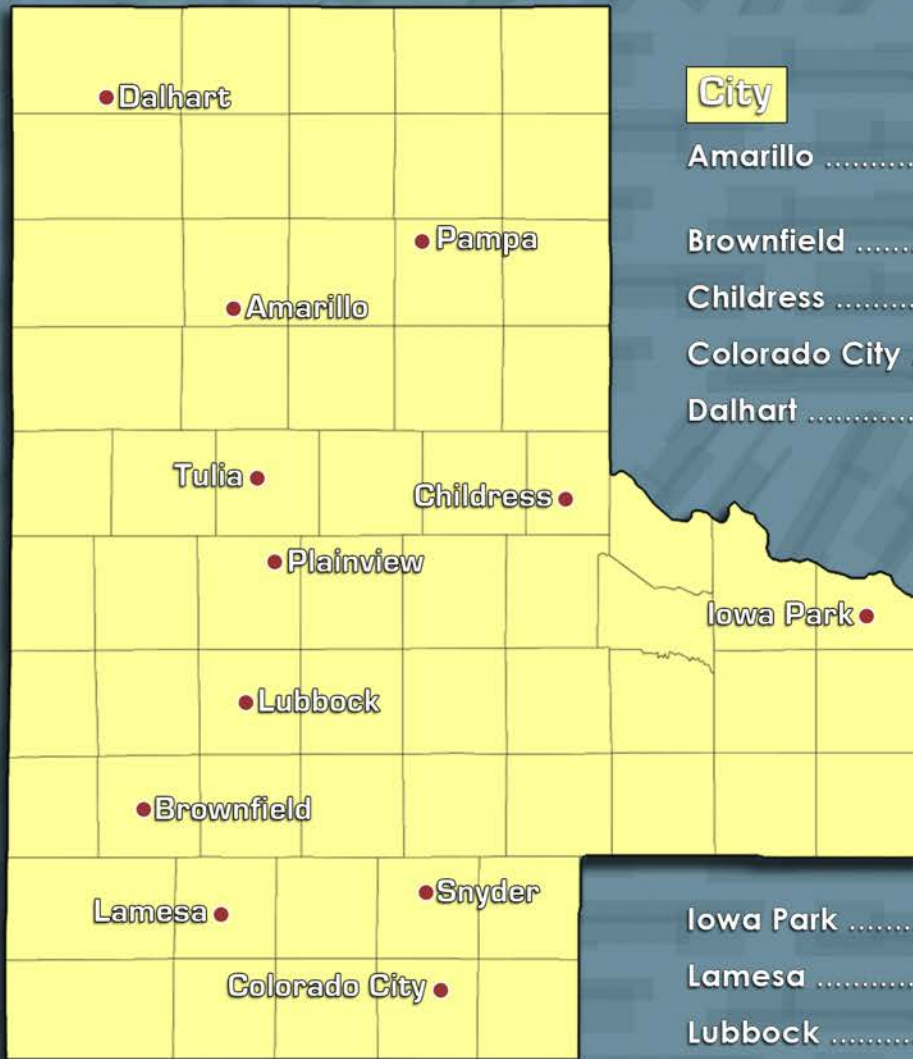 Dalhart
Pampa
Amarillo
Tulia
Childress
Plainview
Iowa Park
Lubbock
Brownfield
Lamesa
Snyder
Colorado City
City
Amarillo ..........
Brownfield .......
Childress .........
Colorado City .
Dalhart ............
Iowa Park ........
Lamesa ...........
Lubbock ..........